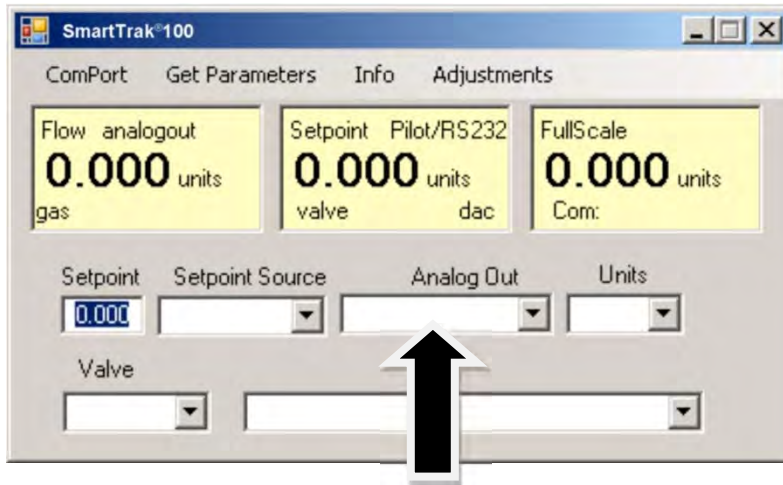 SmartTrak®100
ComPort Get Parameters Info Adjustments
Flow analogout
0.000 units
gas
Setpoint Pilot/RS232
0.000 units
valve dac
FullScale
0.000 units
Com:
Setpoint Setpoint Source Analog Out Units
0.000
Valve